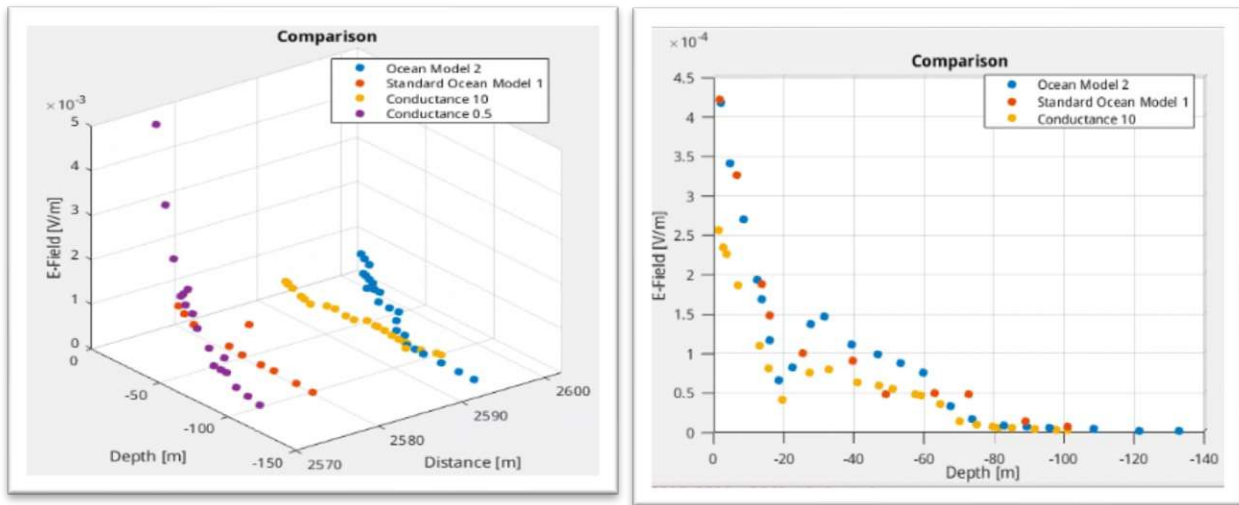 Comparison
Ocean Model 2
Standard Ocean Model 1
Conductance 10
Conductance 0.5
× 10⁻³
5
4
3
2
1
0
E-Field [V/m]
0
-50
-100
-150
Depth [m]
2570
2580
2590
2600
Distance [m]
× 10⁻⁴
Comparison
Ocean Model 2
Standard Ocean Model 1
Conductance 10
4.5
4
3.5
3
2.5
2
1.5
1
0.5
0
E-Field [V/m]
0 -20 -40 -60 -80 -100 -120 -140
Depth [m]